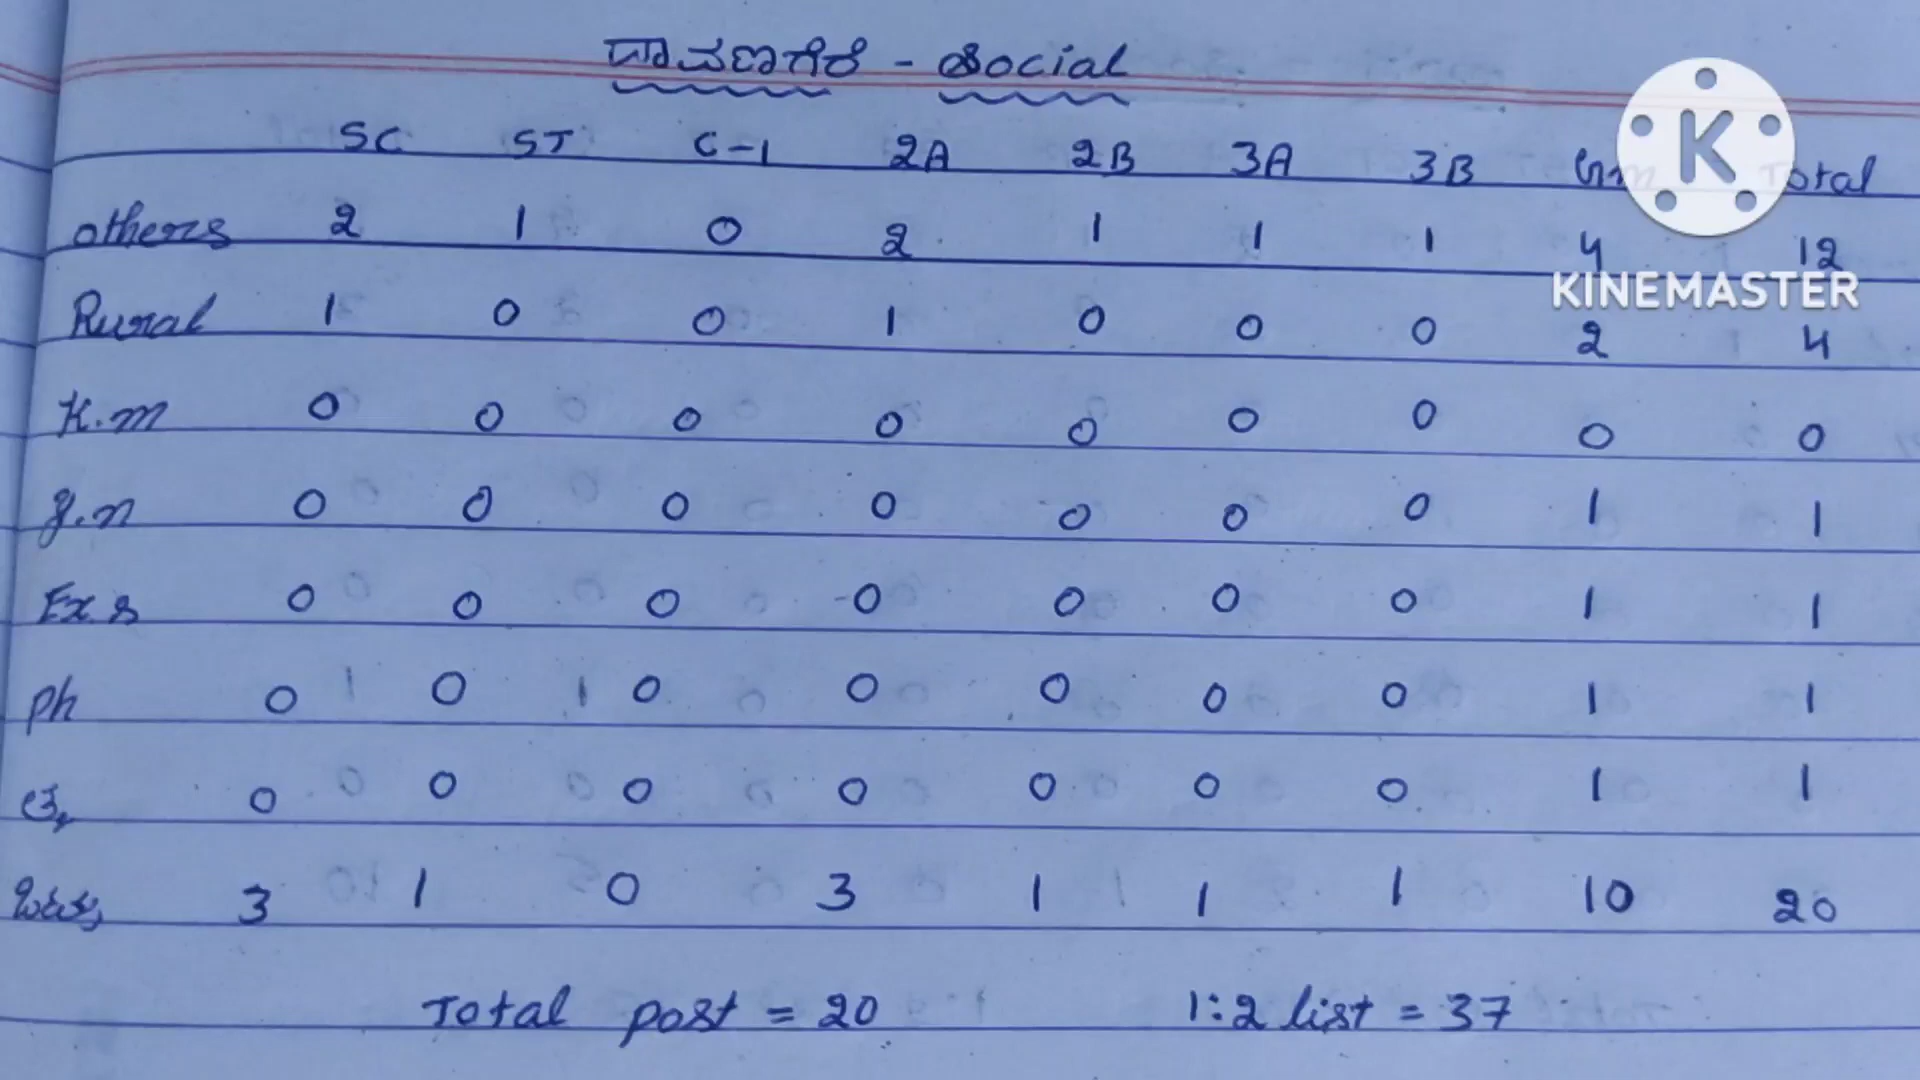 ದಾವಣಗೆರೆ - Social
SC ST C-1 2A 2B 3A 3B Gm Total
others 2 1 0 2 1 1 1 4 12
KINEMASTER
Rural 1 0 0 1 0 0 0 2 4
K.m 0 0 0 0 0 0 0 0 0
y.n 0 0 0 0 0 0 0 1 1
Ex s 0 0 0 0 0 0 0 1 1
ph 0 0 0 0 0 0 0 1 1
0 0 0 0 0 0 0 1 1
ಒಟ್ಟು 3 1 0 3 1 1 1 10 20
Total post = 20 1:2 list = 37